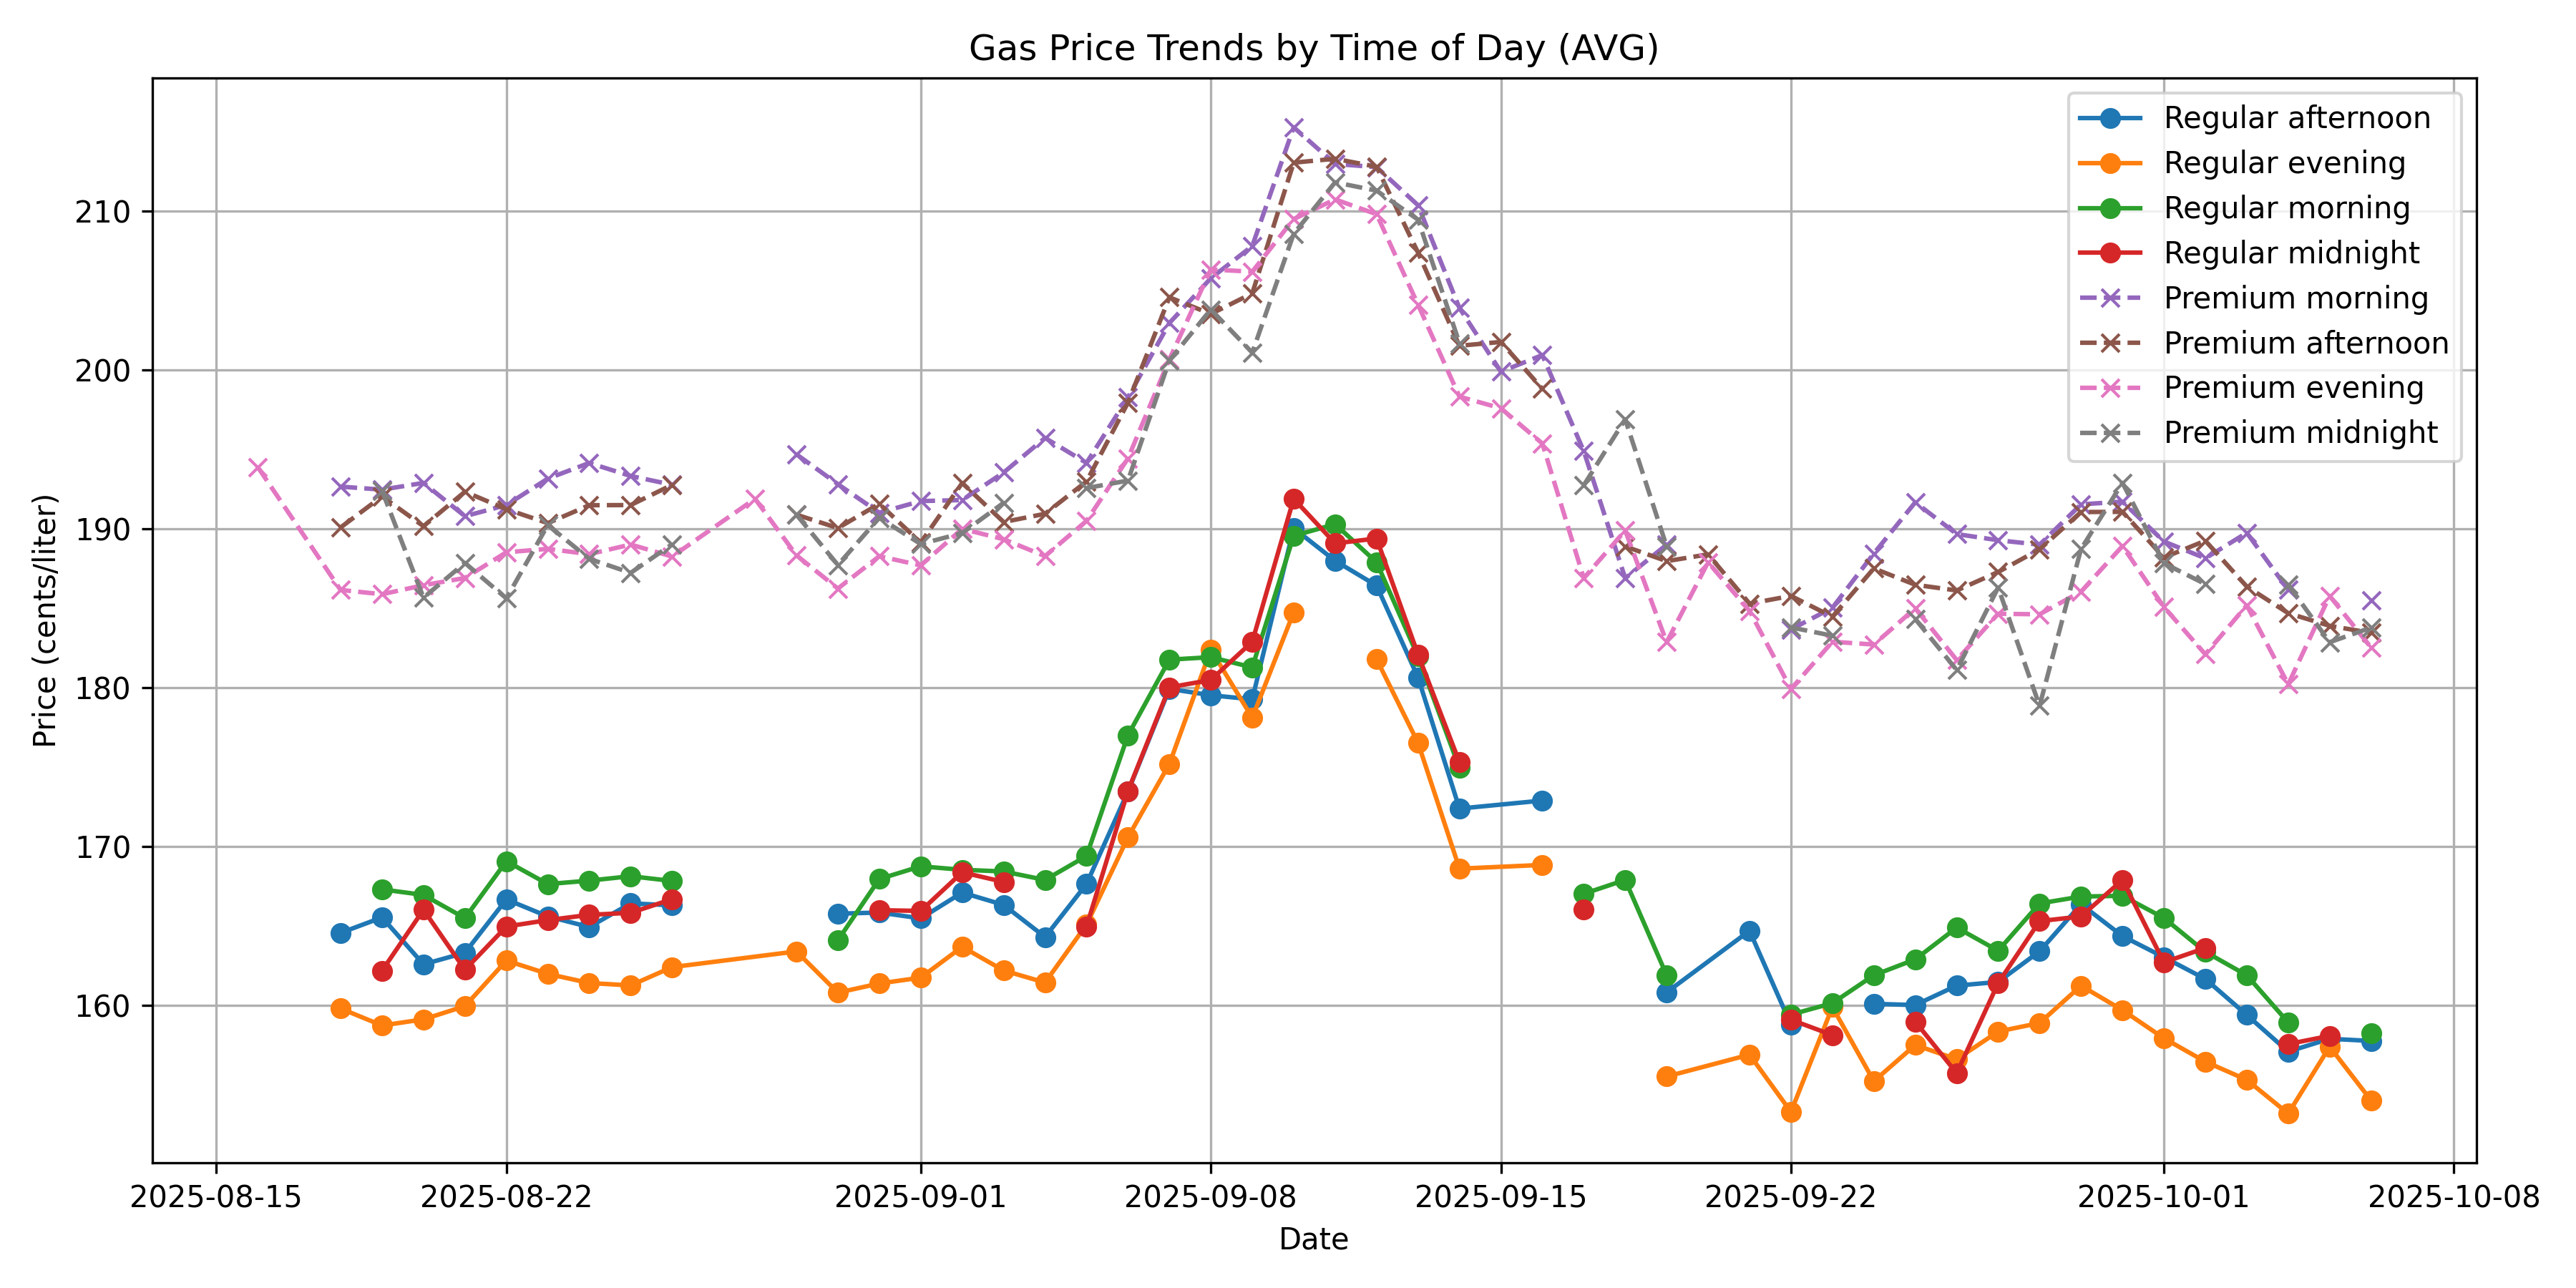 Gas Price Trends by Time of Day (AVG)
Regular afternoon
Regular evening
Regular morning
Regular midnight
Premium morning
Premium afternoon
Premium evening
Premium midnight
Price (cents/liter)
210
200
190
180
170
160
2025-08-15 2025-08-22 2025-09-01 2025-09-08 2025-09-15 2025-09-22 2025-10-01 2025-10-08
Date